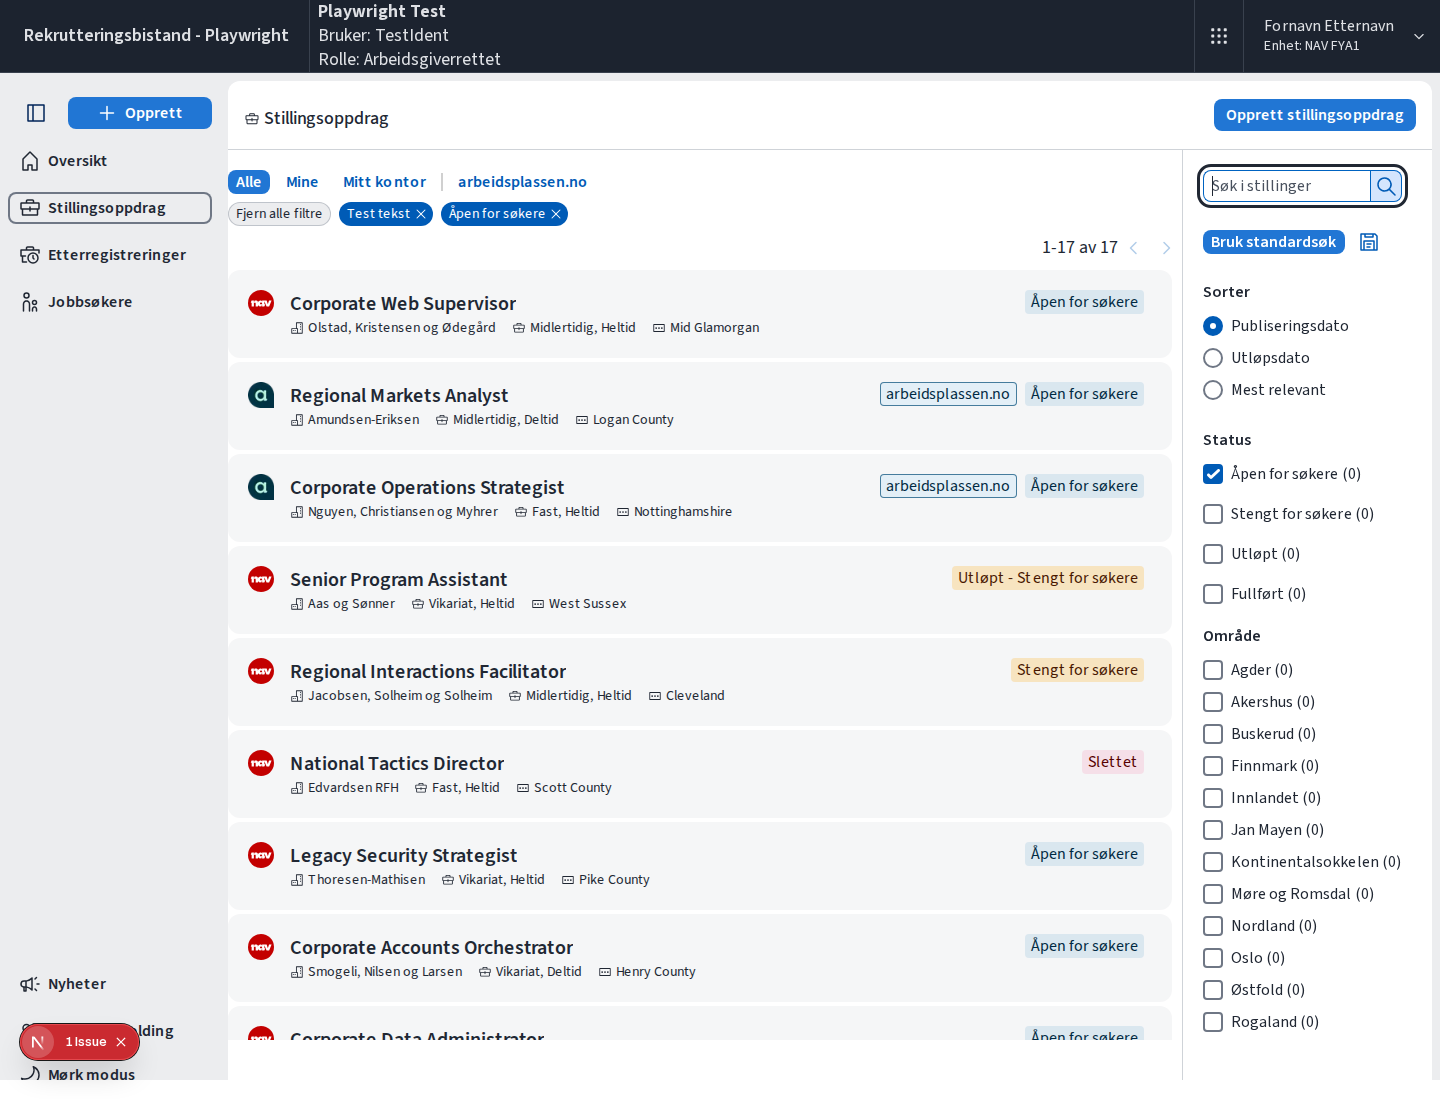 Rekrutteringsbistand - Playwright
Playwright Test
Bruker: TestIdent
Rolle: Arbeidsgiverrettet
Fornavn Etternavn
Enhet: NAV FYA1
Opprett
Oversikt
Stillingsoppdrag
Etterregistreringer
Jobbsøkere
Nyheter
lding
1 Issue
Mørk modus
Stillingsoppdrag
Opprett stillingsoppdrag
Alle Mine Mitt kontor arbeidsplassen.no
Fjern alle filtre Test tekst Åpen for søkere
1-17 av 17
nav Corporate Web Supervisor Åpen for søkere
Olstad, Kristensen og Ødegård Midlertidig, Heltid Mid Glamorgan
a Regional Markets Analyst arbeidsplassen.no Åpen for søkere
Amundsen-Eriksen Midlertidig, Deltid Logan County
a Corporate Operations Strategist arbeidsplassen.no Åpen for søkere
Nguyen, Christiansen og Myhrer Fast, Heltid Nottinghamshire
nav Senior Program Assistant Utløpt - Stengt for søkere
Aas og Sønner Vikariat, Heltid West Sussex
nav Regional Interactions Facilitator Stengt for søkere
Jacobsen, Solheim og Solheim Midlertidig, Heltid Cleveland
nav National Tactics Director Slettet
Edvardsen RFH Fast, Heltid Scott County
nav Legacy Security Strategist Åpen for søkere
Thoresen-Mathisen Vikariat, Heltid Pike County
nav Corporate Accounts Orchestrator Åpen for søkere
Smogeli, Nilsen og Larsen Vikariat, Deltid Henry County
nav Corporate Data Administrator Åpen for søkere
Søk i stillinger
Bruk standardsøk
Sorter
Publiseringsdato
Utløpsdato
Mest relevant
Status
Åpen for søkere (0)
Stengt for søkere (0)
Utløpt (0)
Fullført (0)
Område
Agder (0)
Akershus (0)
Buskerud (0)
Finnmark (0)
Innlandet (0)
Jan Mayen (0)
Kontinentalsokkelen (0)
Møre og Romsdal (0)
Nordland (0)
Oslo (0)
Østfold (0)
Rogaland (0)